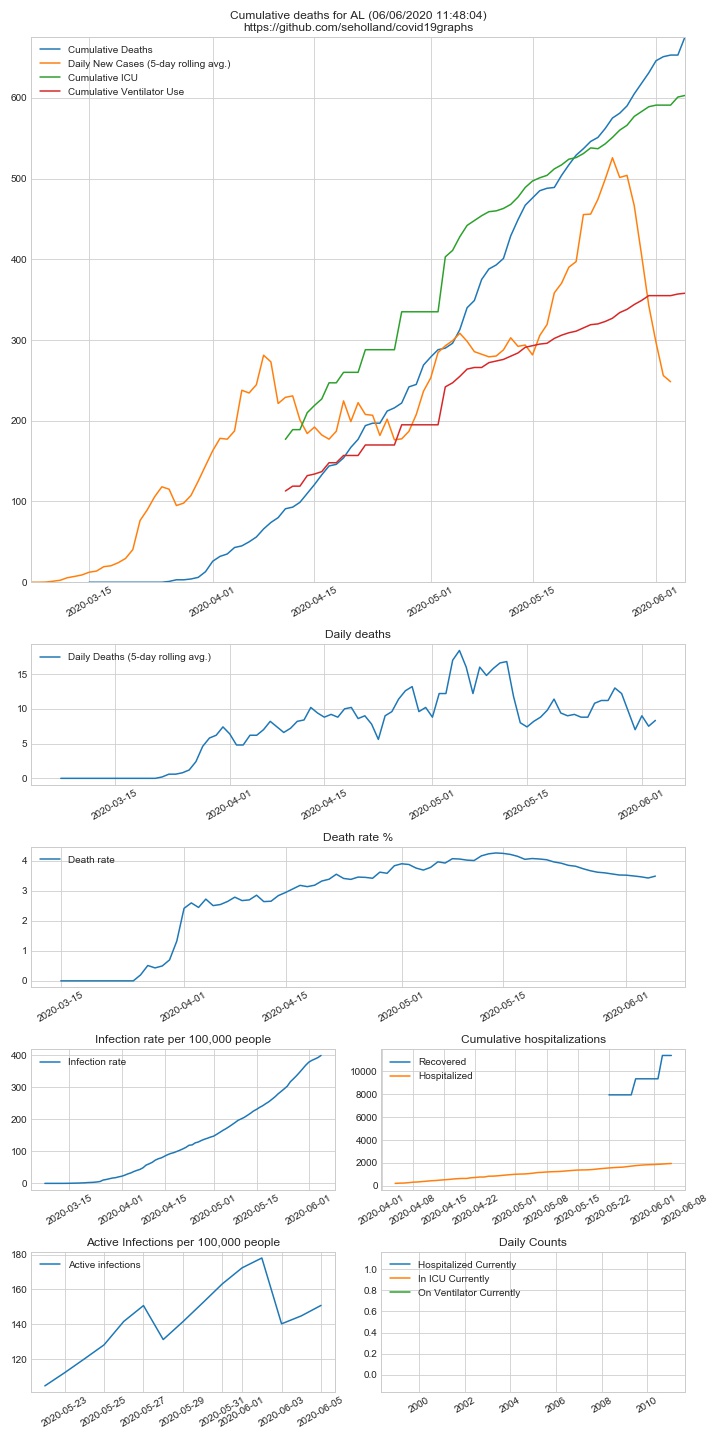 Cumulative deaths for AL (06/06/2020 11:48:04)
https://github.com/seholland/covid19graphs
Cumulative Deaths
Daily New Cases (5-day rolling avg.)
Cumulative ICU
Cumulative Ventilator Use
600
500
400
300
200
100
0
2020-03-15 2020-04-01 2020-04-15 2020-05-01 2020-05-15 2020-06-01
Daily deaths
Daily Deaths (5-day rolling avg.)
15
10
5
0
2020-03-15 2020-04-01 2020-04-15 2020-05-01 2020-05-15 2020-06-01
Death rate %
Death rate
4
3
2
1
0
2020-03-15 2020-04-01 2020-04-15 2020-05-01 2020-05-15 2020-06-01
Infection rate per 100,000 people
Infection rate
400
300
200
100
0
2020-03-15 2020-04-01 2020-04-15 2020-05-01 2020-05-15 2020-06-01
Cumulative hospitalizations
Recovered
Hospitalized
10000
8000
6000
4000
2000
0
2020-04-01 2020-04-08 2020-04-15 2020-04-22 2020-05-01 2020-05-08 2020-05-15 2020-05-22 2020-06-01 2020-06-08
Active Infections per 100,000 people
Active infections
180
160
140
120
2020-05-23 2020-05-25 2020-05-27 2020-05-29 2020-05-31 2020-06-01 2020-06-03 2020-06-05
Daily Counts
Hospitalized Currently
In ICU Currently
On Ventilator Currently
1.0
0.8
0.6
0.4
0.2
0.0
2000 2002 2004 2006 2008 2010